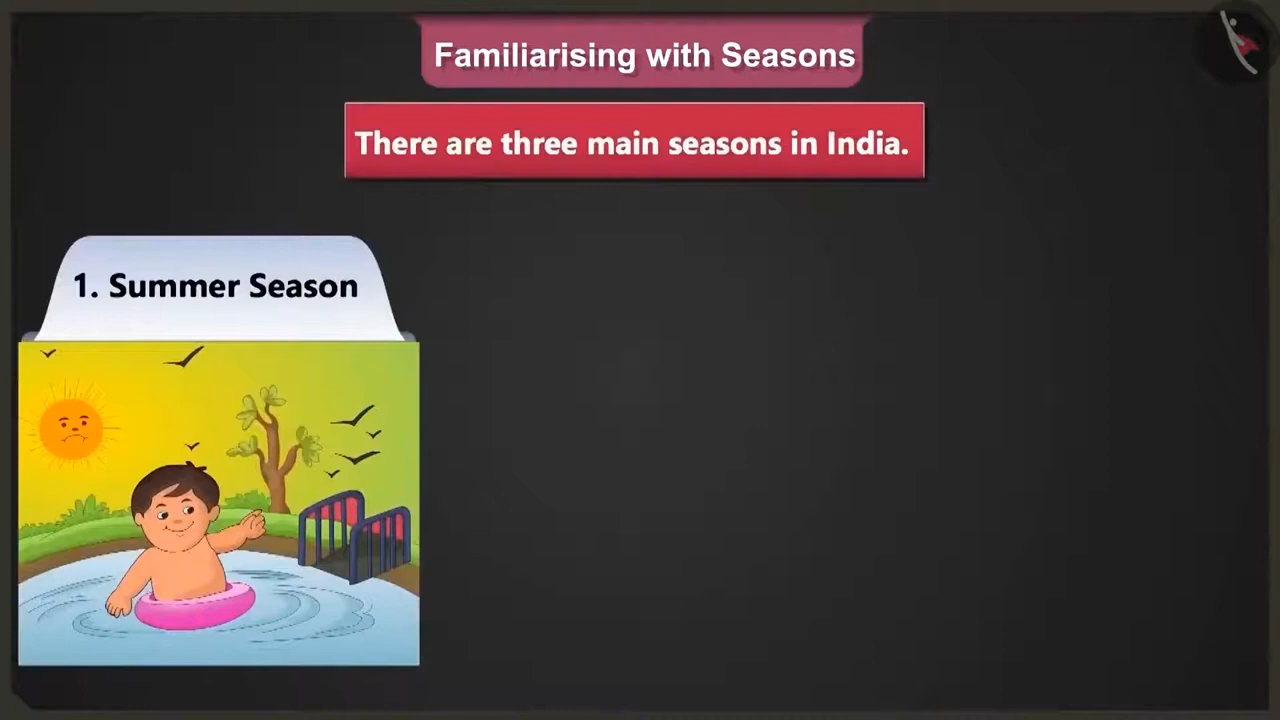 Familiarising with Seasons
There are three main seasons in India.
1. Summer Season